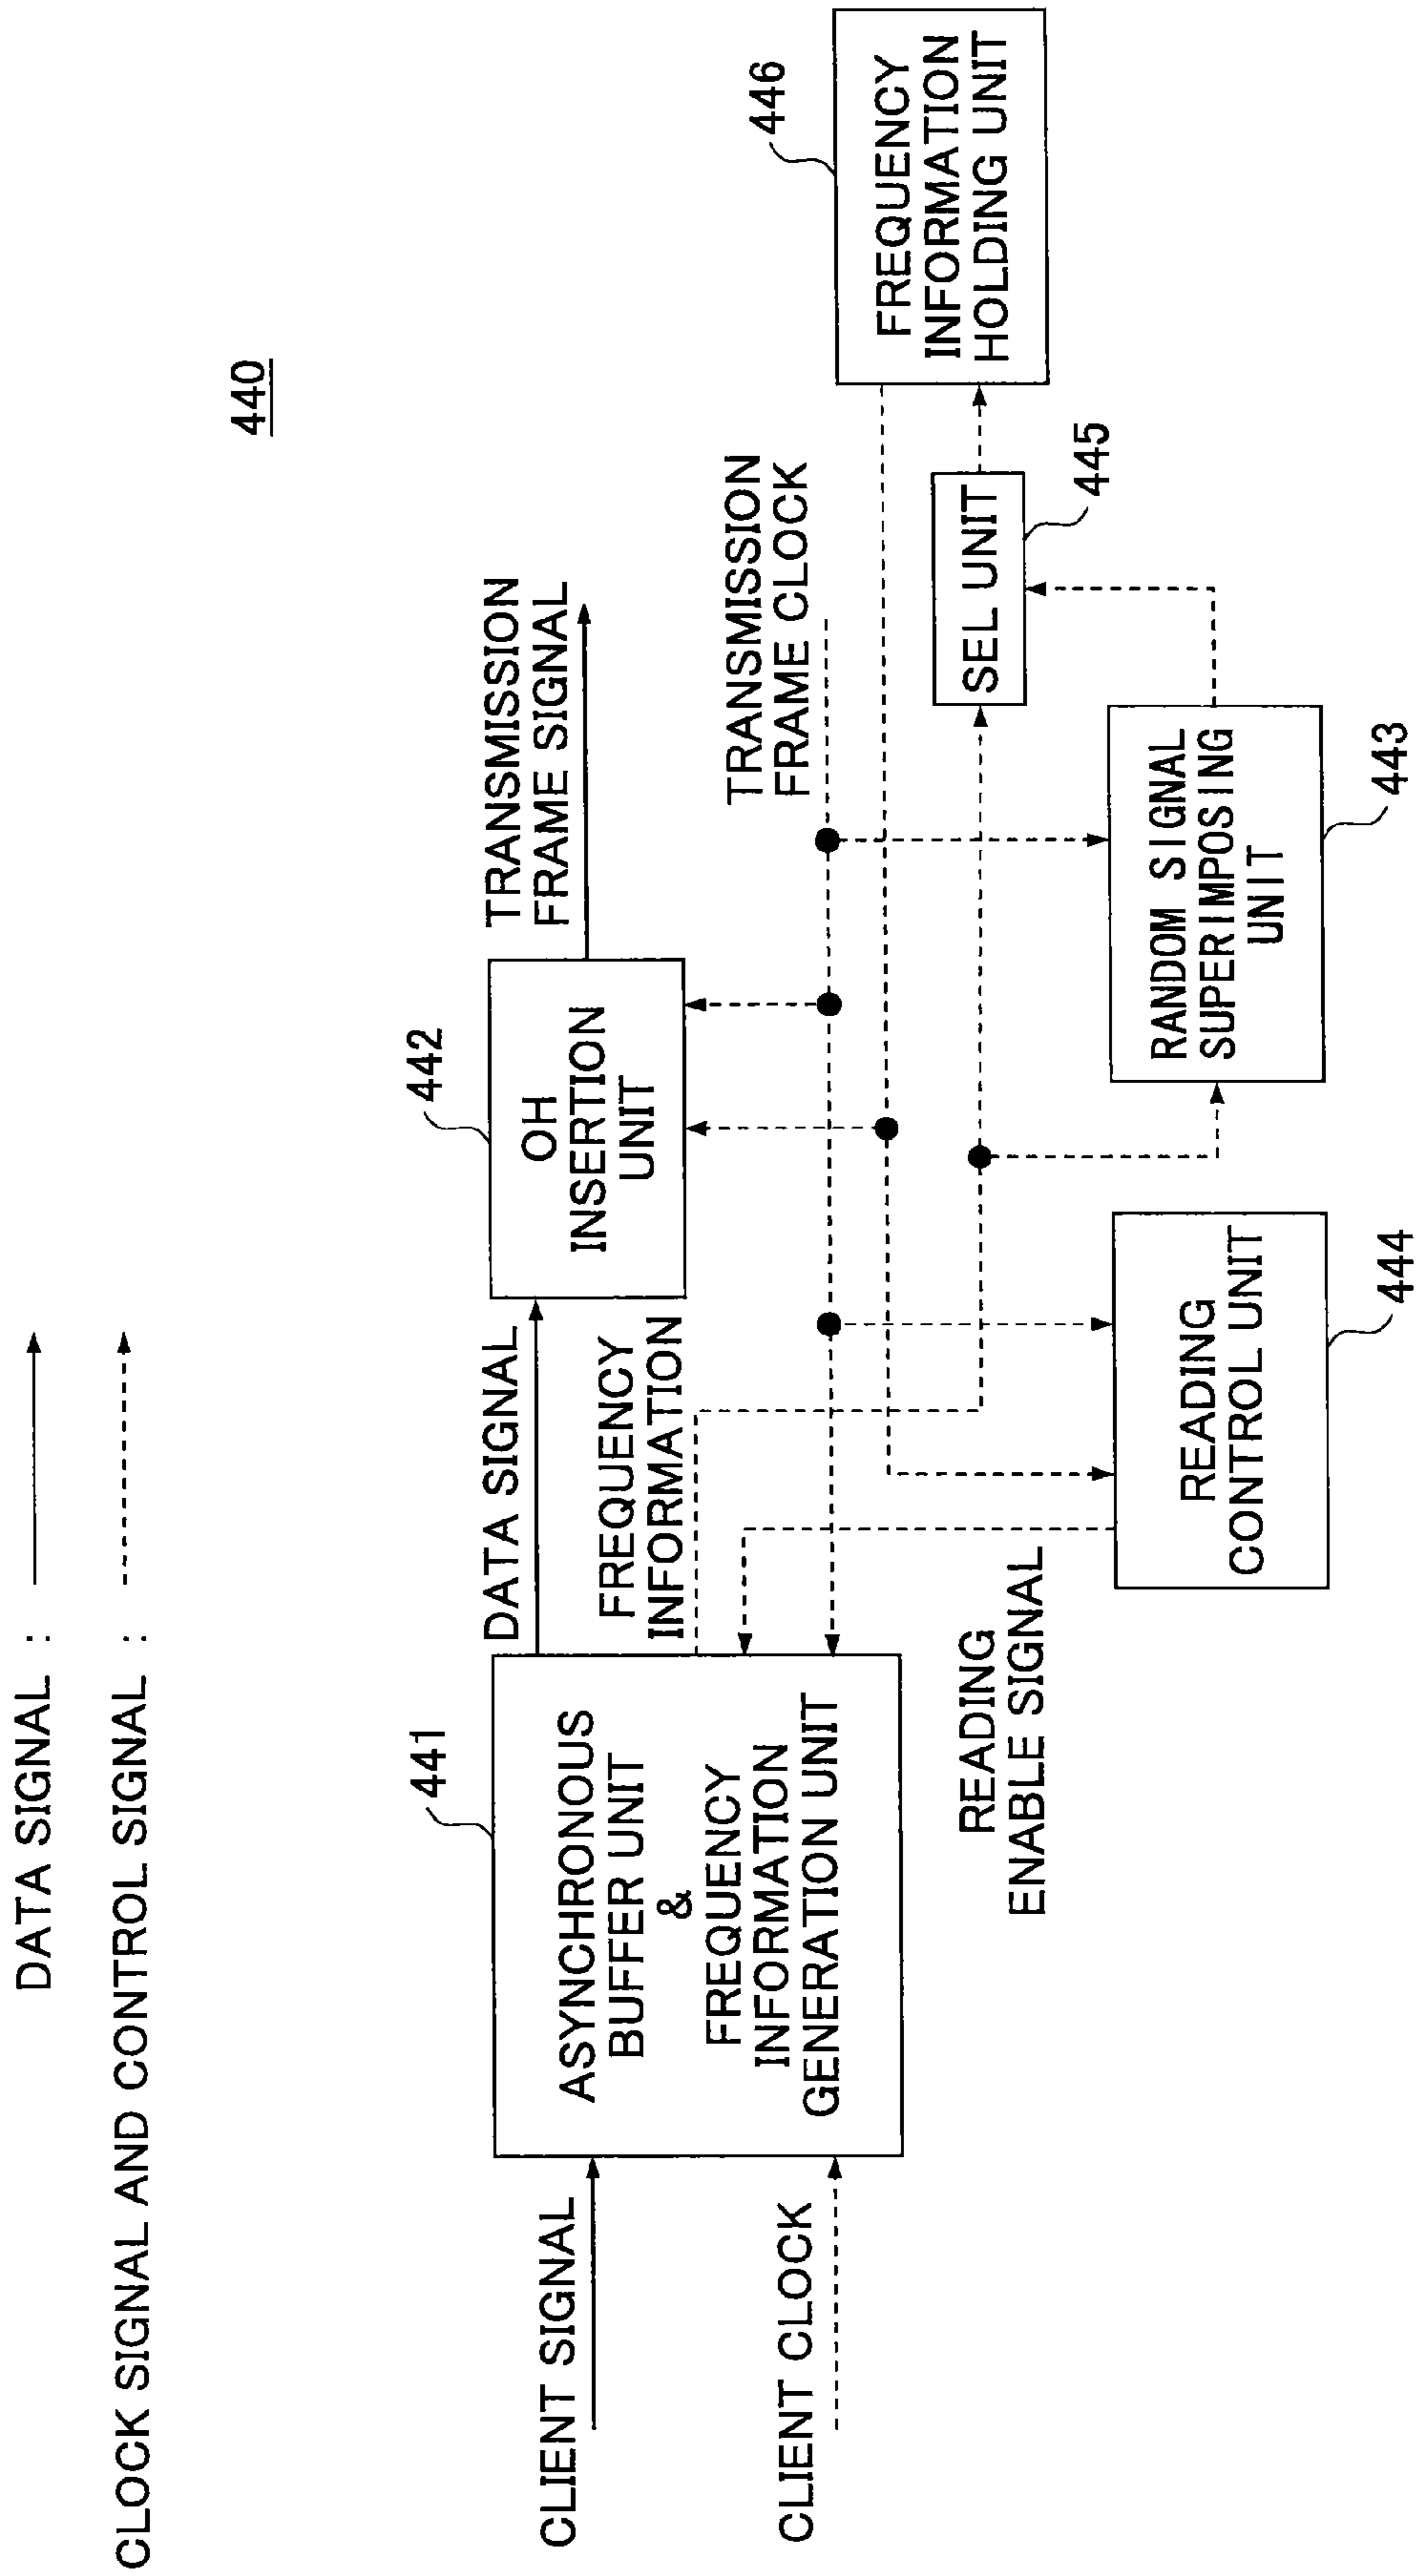 DATA SIGNAL :
CLOCK SIGNAL AND CONTROL SIGNAL :
440
CLIENT SIGNAL
CLIENT CLOCK
441
ASYNCHRONOUS
BUFFER UNIT
&
FREQUENCY
INFORMATION
GENERATION UNIT
DATA SIGNAL
FREQUENCY
INFORMATION
READING
ENABLE SIGNAL
442
OH
INSERTION
UNIT
TRANSMISSION
FRAME SIGNAL
TRANSMISSION
FRAME CLOCK
READING
CONTROL UNIT
444
RANDOM SIGNAL
SUPERIMPOSING
UNIT
443
SEL UNIT
445
446
FREQUENCY
INFORMATION
HOLDING UNIT